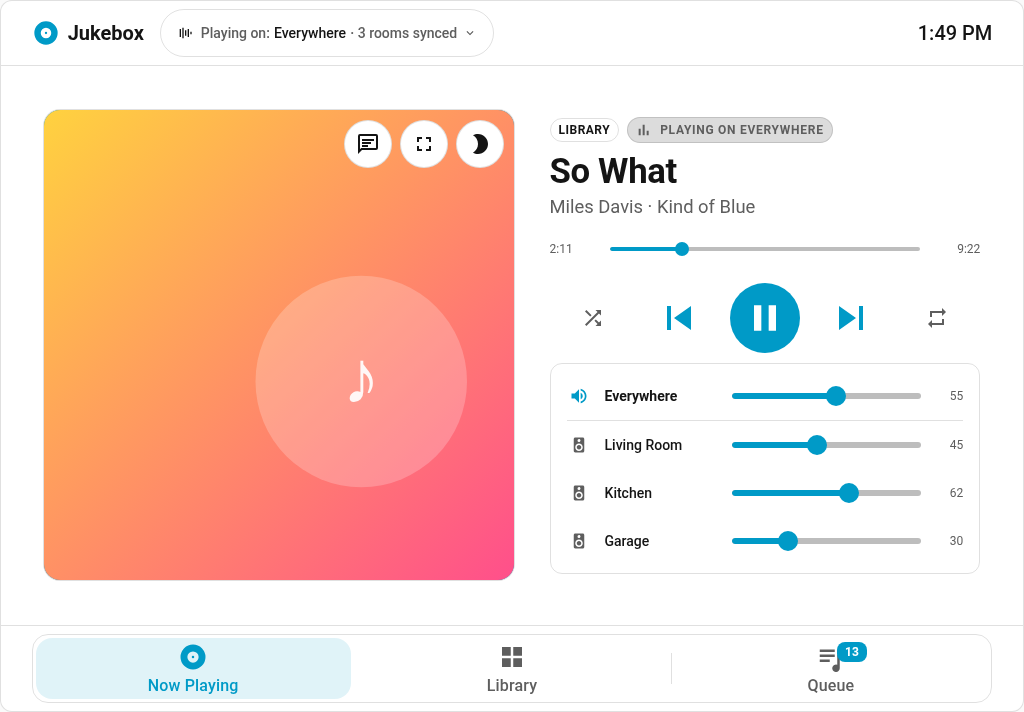 Jukebox
Playing on: Everywhere · 3 rooms synced
1:49 PM
LIBRARY
PLAYING ON EVERYWHERE
So What
Miles Davis · Kind of Blue
2:11
9:22
Everywhere 55
Living Room 45
Kitchen 62
Garage 30
Now Playing
Library
13
Queue